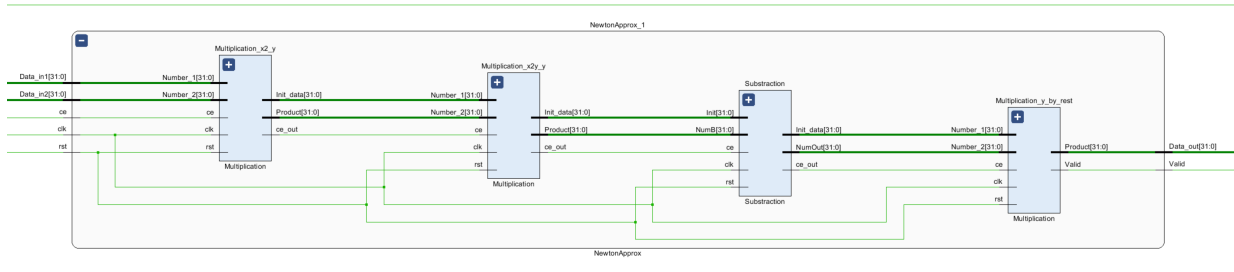 NewtonApprox_1
Multiplication_x2_y
Data_in1[31:0]
Data_in2[31:0]
ce
clk
rst
Number_1[31:0]
Number_2[31:0]
ce
clk
rst
Init_data[31:0]
Product[31:0]
ce_out
Multiplication
Multiplication_x2y_y
Number_1[31:0]
Number_2[31:0]
ce
clk
rst
Init_data[31:0]
Product[31:0]
ce_out
Multiplication
Substraction
Init[31:0]
NumB[31:0]
ce
clk
rst
Init_data[31:0]
NumOut[31:0]
ce_out
Substraction
Multiplication_y_by_rest
Number_1[31:0]
Number_2[31:0]
ce
clk
rst
Product[31:0]
Valid
Multiplication
Data_out[31:0]
Valid
NewtonApprox